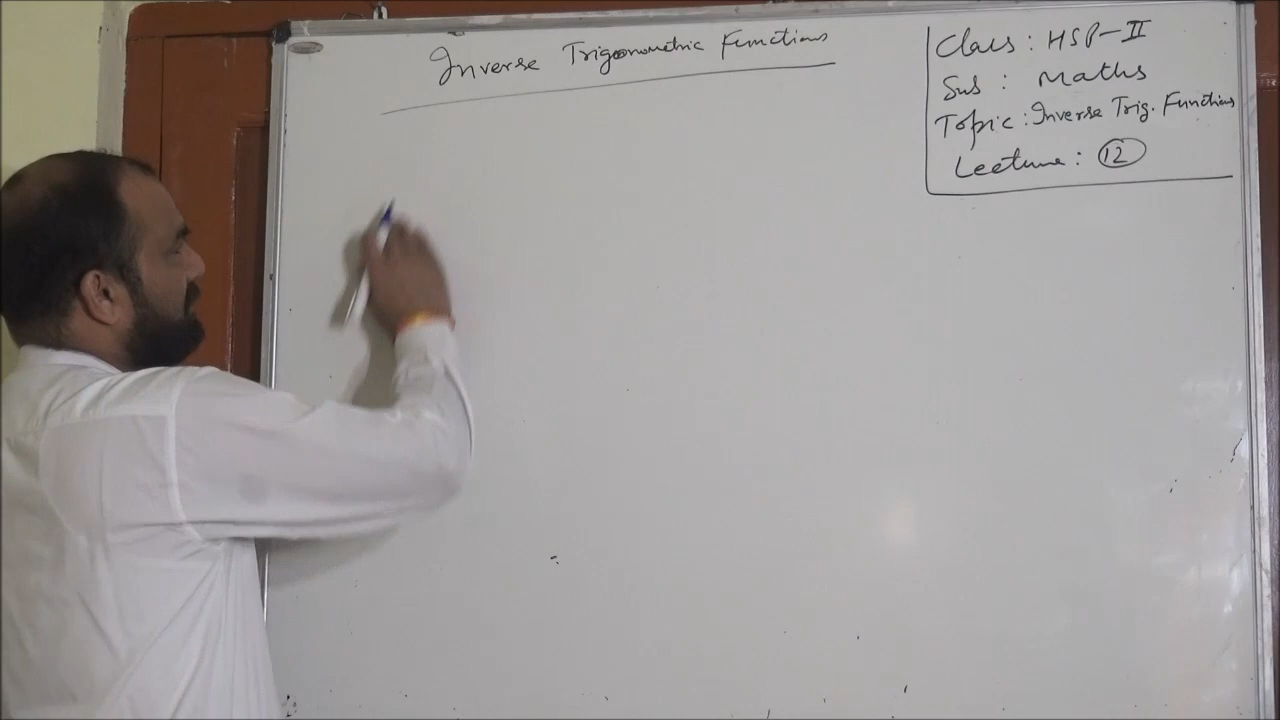 Inverse Trigonometric Functions
Class : HSP-II
Sub : Maths
Topic : Inverse Trig. Functions
Lecture : 12